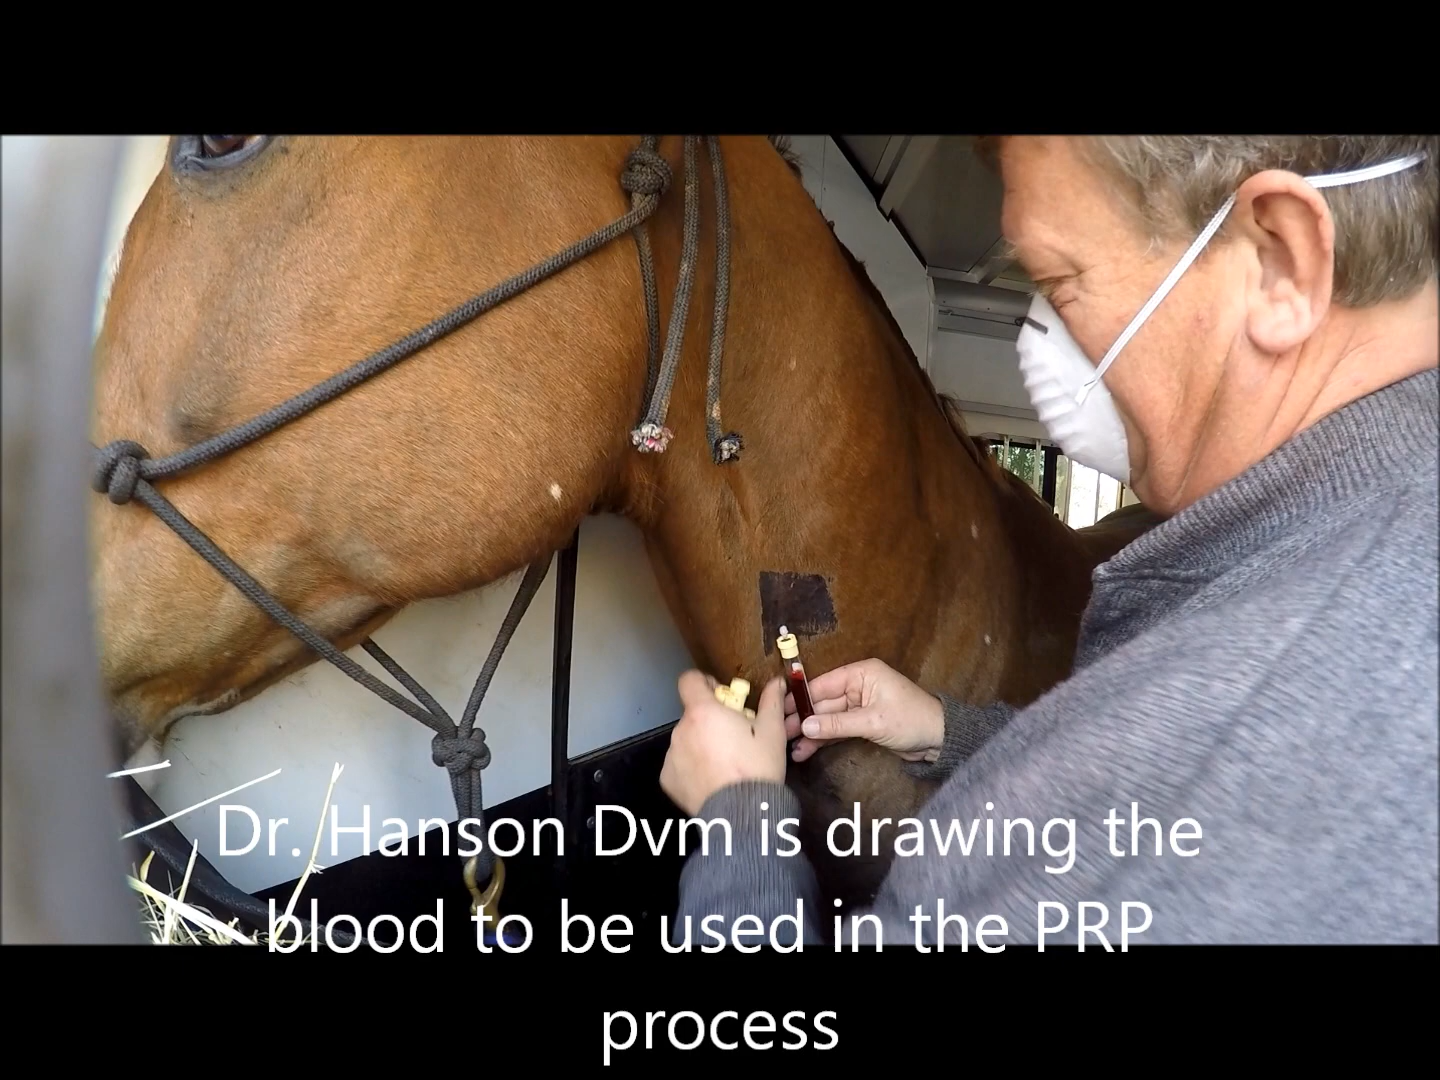 Dr. Hanson Dvm is drawing the
blood to be used in the PRP
process